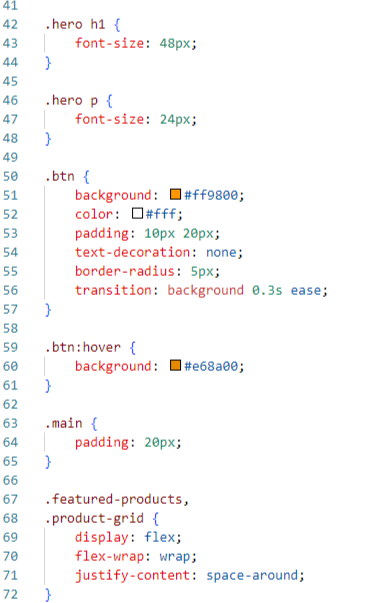 41
42 .hero h1 {
43     font-size: 48px;
44 }
45
46 .hero p {
47     font-size: 24px;
48 }
49
50 .btn {
51     background: #ff9800;
52     color: #fff;
53     padding: 10px 20px;
54     text-decoration: none;
55     border-radius: 5px;
56     transition: background 0.3s ease;
57 }
58
59 .btn:hover {
60     background: #e68a00;
61 }
62
63 .main {
64     padding: 20px;
65 }
66
67 .featured-products,
68 .product-grid {
69     display: flex;
70     flex-wrap: wrap;
71     justify-content: space-around;
72 }